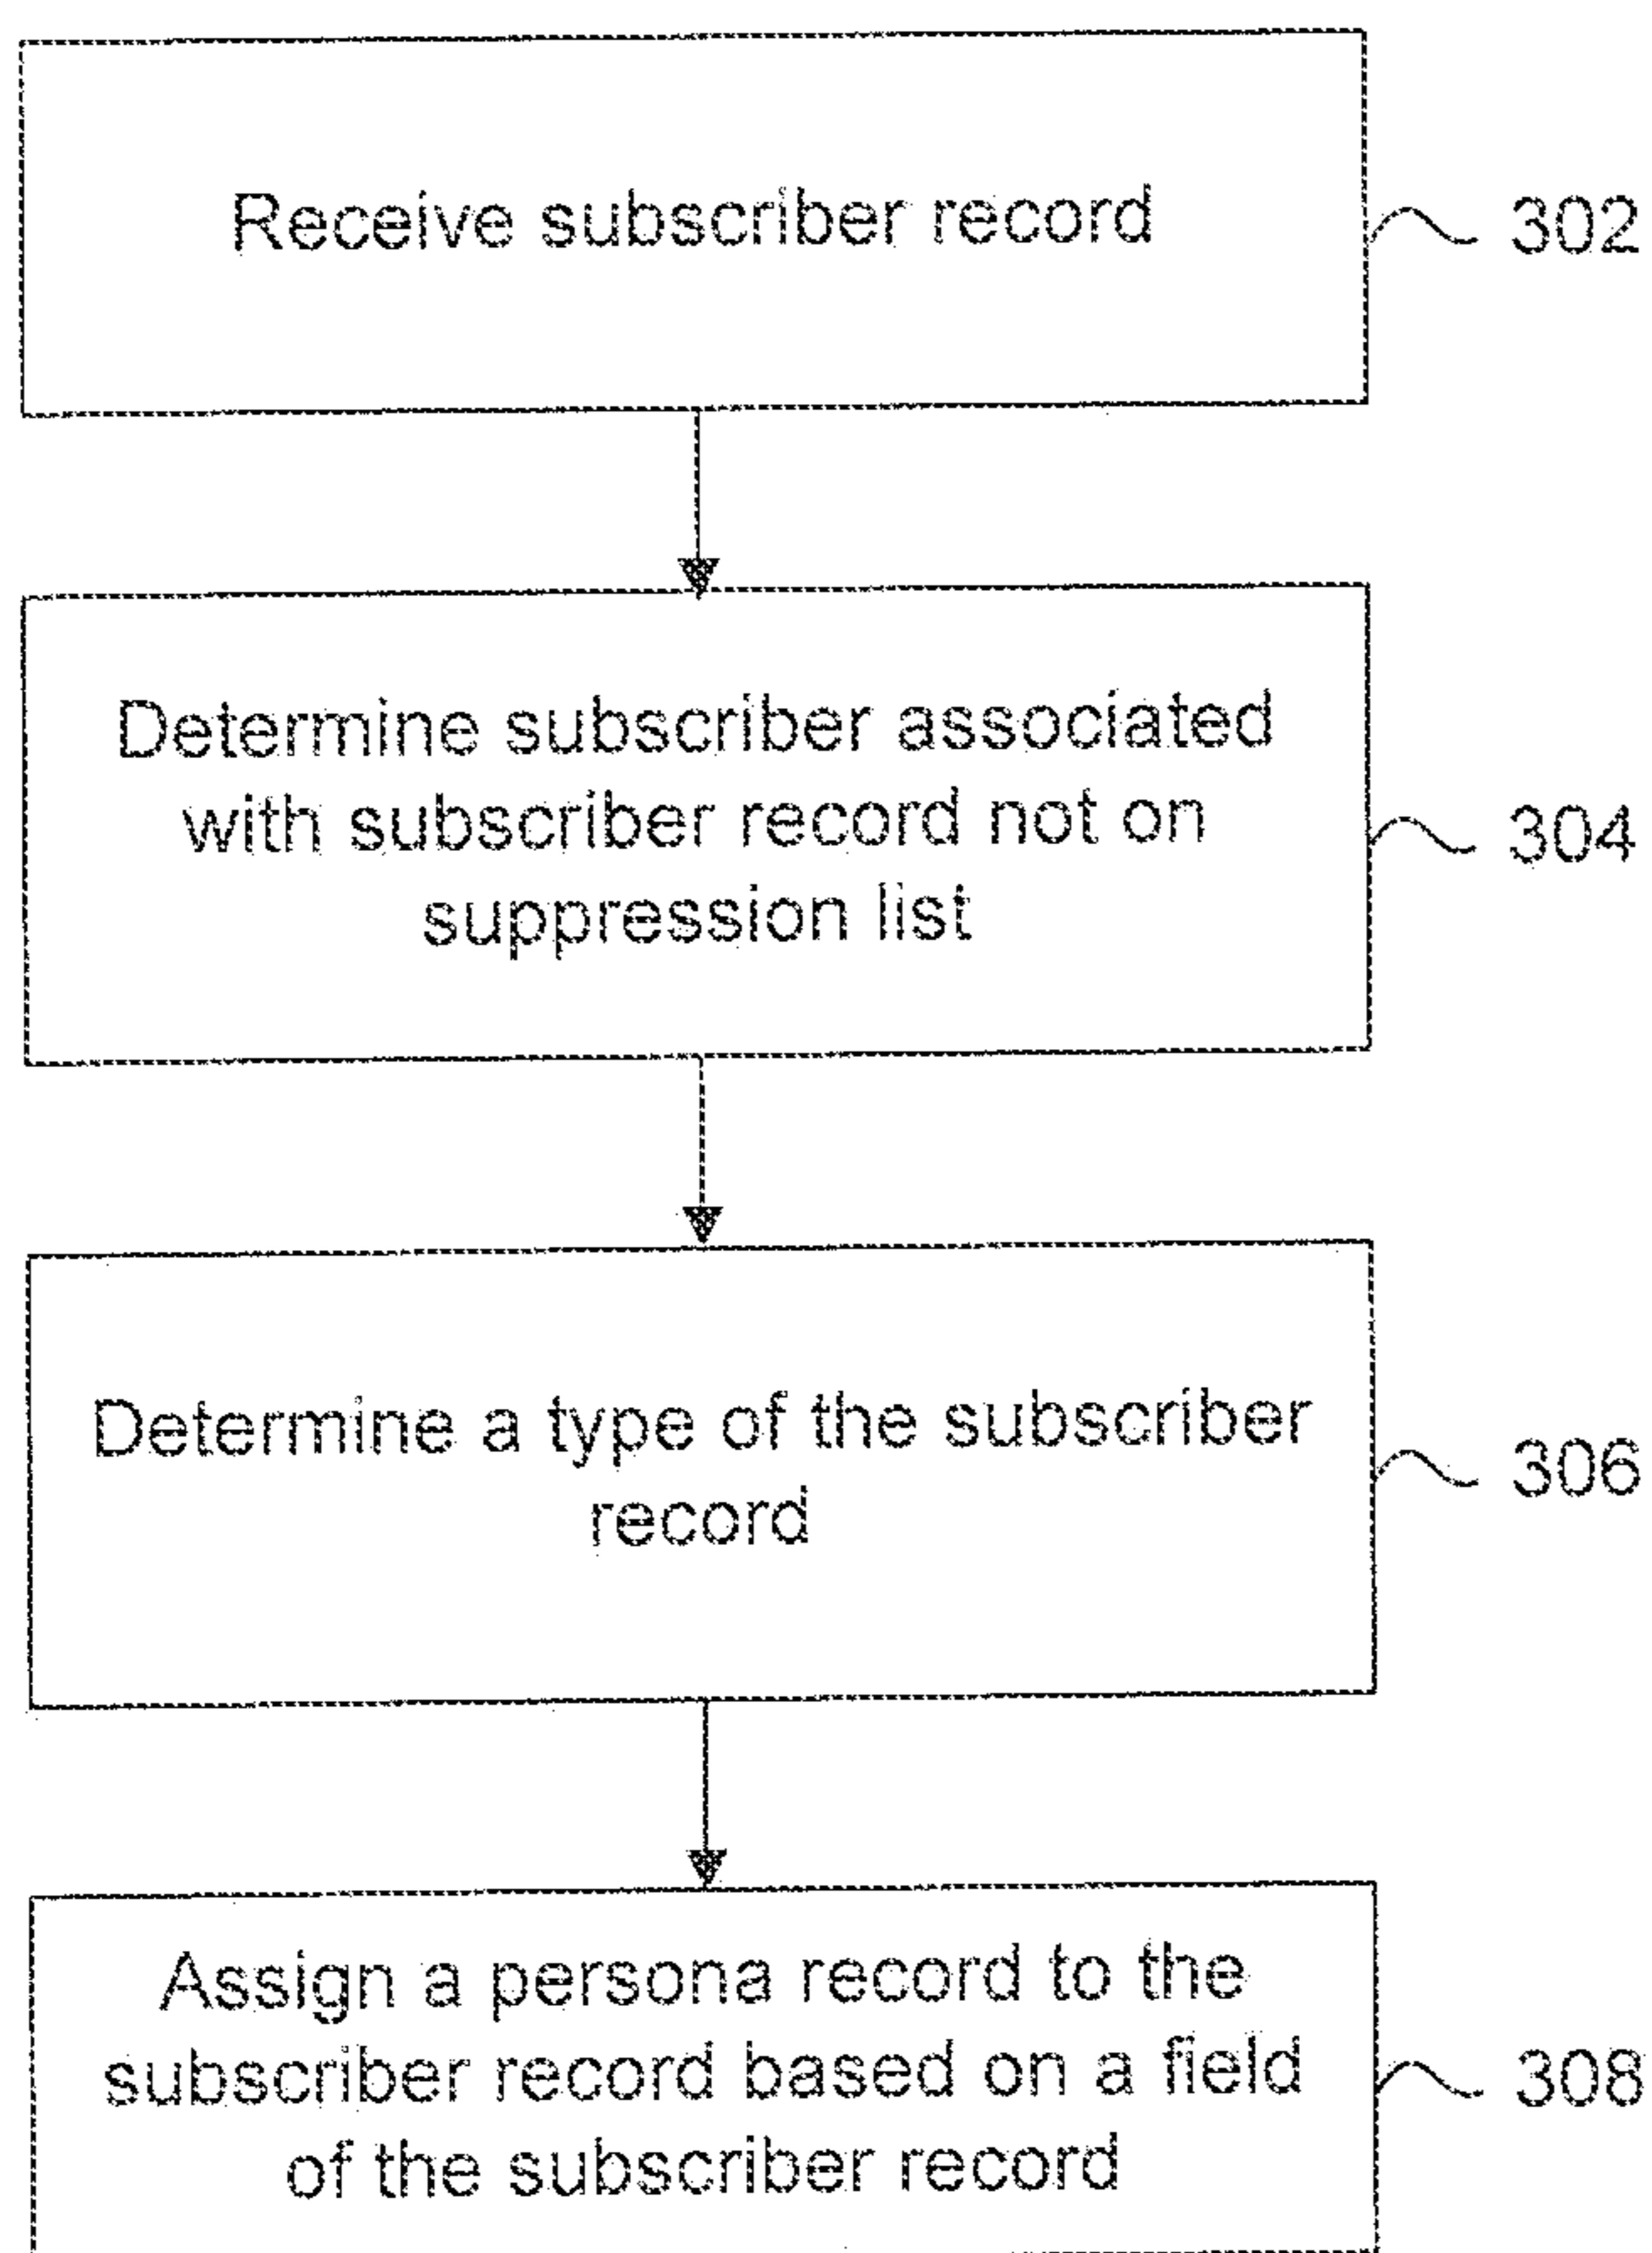 Receive subscriber record
302
Determine subscriber associated
with subscriber record not on
suppression list
304
Determine a type of the subscriber
record
306
Assign a persona record to the
subscriber record based on a field
of the subscriber record
308